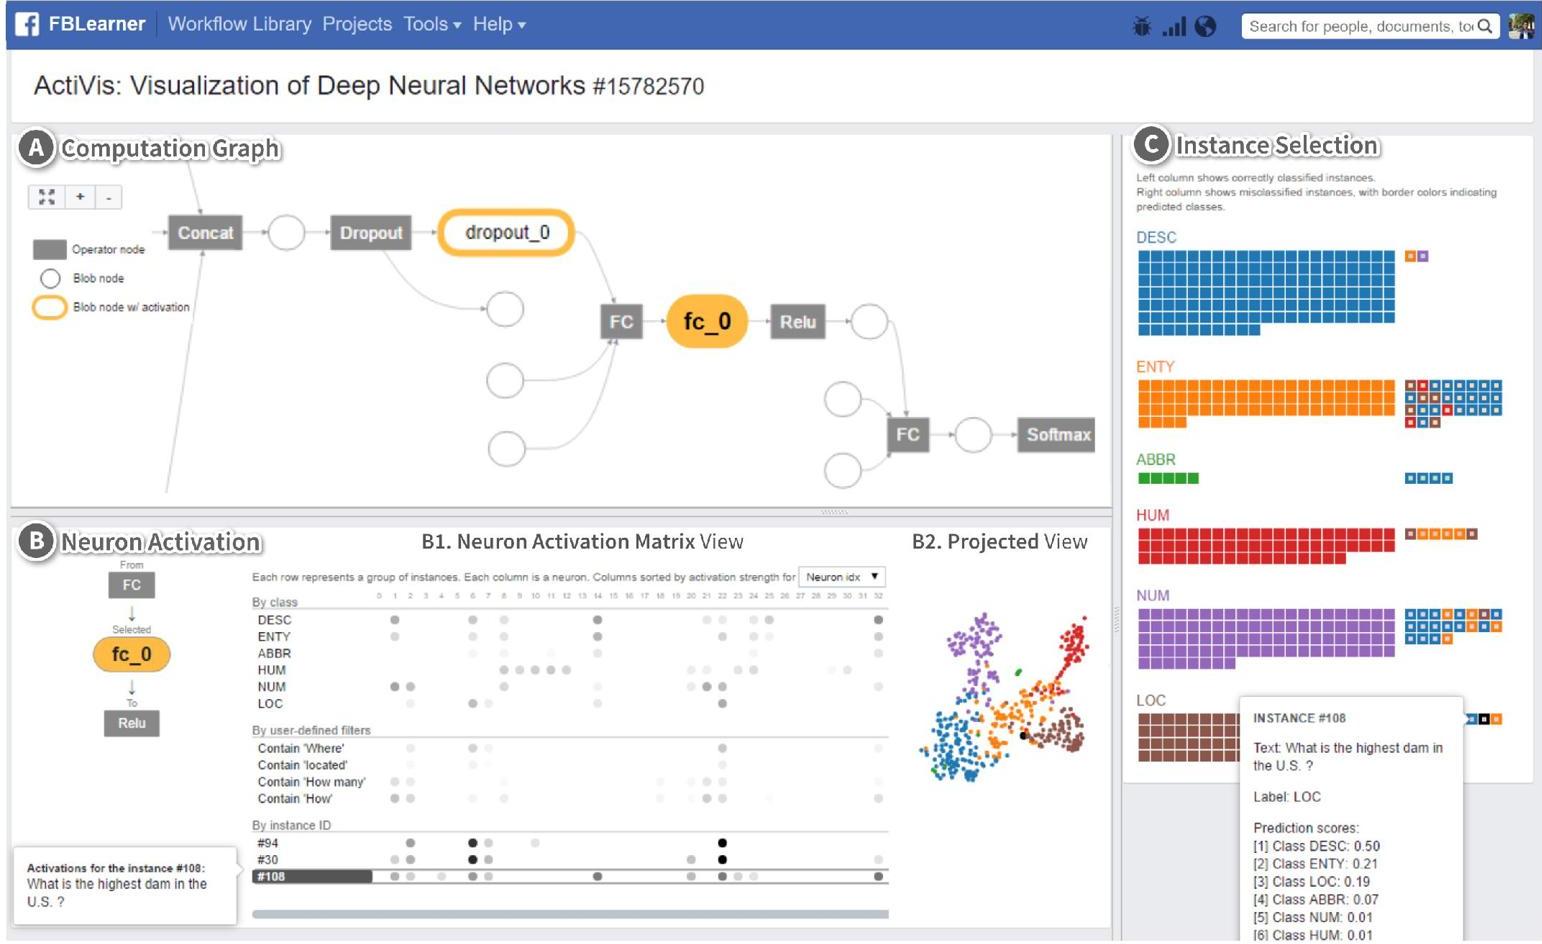 FBLearner Workflow Library Projects Tools Help
Search for people, documents, too
ActiVis: Visualization of Deep Neural Networks #15782570
A Computation Graph
+ -
Operator node
Blob node
Blob node w/ activation
Concat
Dropout
dropout_0
FC
fc_0
Relu
FC
Softmax
B Neuron Activation
From
FC
Selected
fc_0
To
Relu
Activations for the instance #108:
What is the highest dam in the
U.S. ?
B1. Neuron Activation Matrix View
Each row represents a group of instances. Each column is a neuron. Columns sorted by activation strength for Neuron idx
0 1 2 3 4 5 6 7 8 9 10 11 12 13 14 15 16 17 18 19 20 21 22 23 24 25 26 27 28 29 30 31 32
By class
DESC
ENTY
ABBR
HUM
NUM
LOC
By user-defined filters
Contain 'Where'
Contain 'located'
Contain 'How many'
Contain 'How'
By instance ID
#94
#30
#108
B2. Projected View
C Instance Selection
Left column shows correctly classified instances.
Right column shows misclassified instances, with border colors indicating
predicted classes.
DESC
ENTY
ABBR
HUM
NUM
LOC
INSTANCE #108
Text: What is the highest dam in
the U.S. ?
Label: LOC
Prediction scores:
[1] Class DESC: 0.50
[2] Class ENTY: 0.21
[3] Class LOC: 0.19
[4] Class ABBR: 0.07
[5] Class NUM: 0.01
[6] Class HUM: 0.01